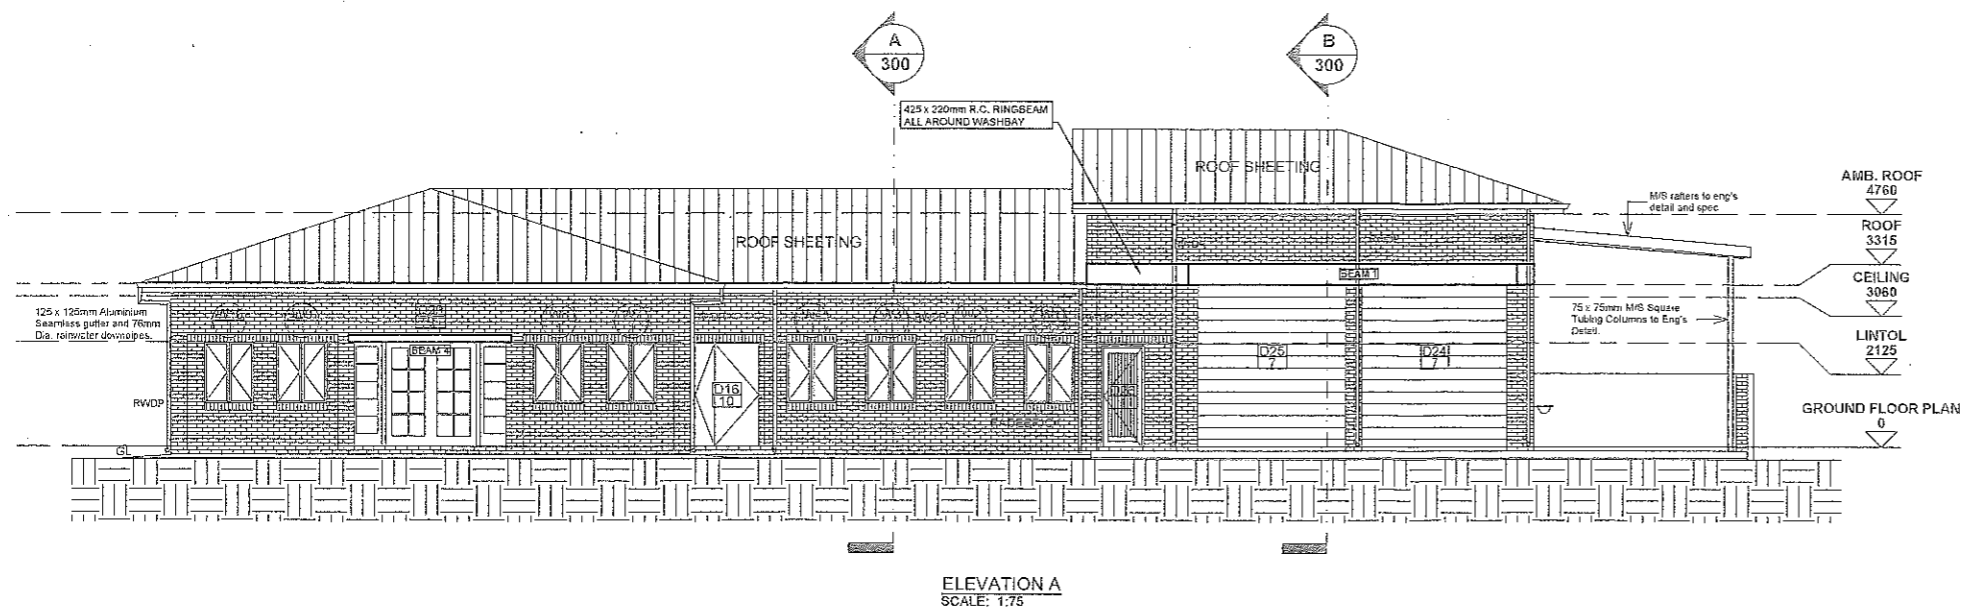 A
300
B
300
425 x 220mm R.C. RINGBEAM
ALL AROUND WASHBAY
ROOF SHEETING
ROOF SHEETING
AMB. ROOF
4760
M/S rafters to eng's
detail and spec
ROOF
3315
CEILING
3060
BEAM 1
125 x 125mm Aluminium
Seamless gutter and 76mm
Dia. rainwater downpipes.
75 x 75mm M/S Square
Tubing Columns to Eng's
Detail.
LINTOL
2125
BEAM 4
D25
7
D24
7
D16
10
RWDP
GROUND FLOOR PLAN
0
GL
ELEVATION A
SCALE: 1:75